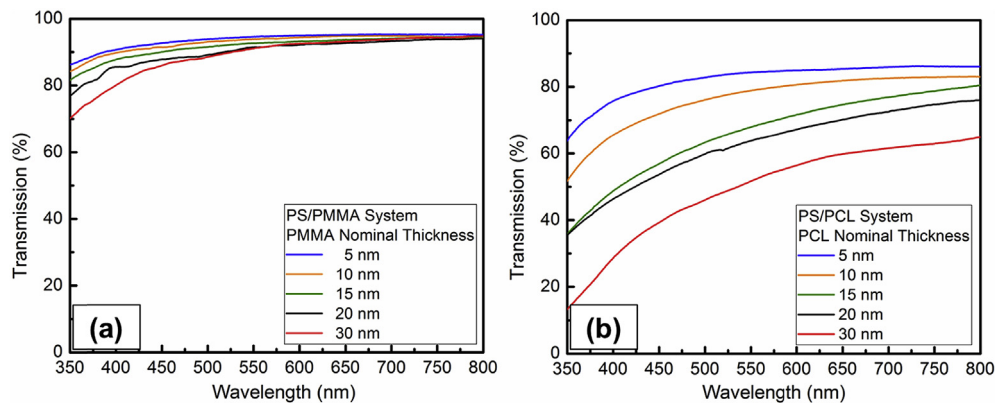 100
80
60
40
20
0
Transmission (%)
PS/PMMA System
PMMA Nominal Thickness
5 nm
10 nm
15 nm
20 nm
30 nm
(a)
350 400 450 500 550 600 650 700 750 800
Wavelength (nm)
100
80
60
40
20
0
Transmission (%)
PS/PCL System
PCL Nominal Thickness
5 nm
10 nm
15 nm
20 nm
30 nm
(b)
350 400 450 500 550 600 650 700 750 800
Wavelength (nm)